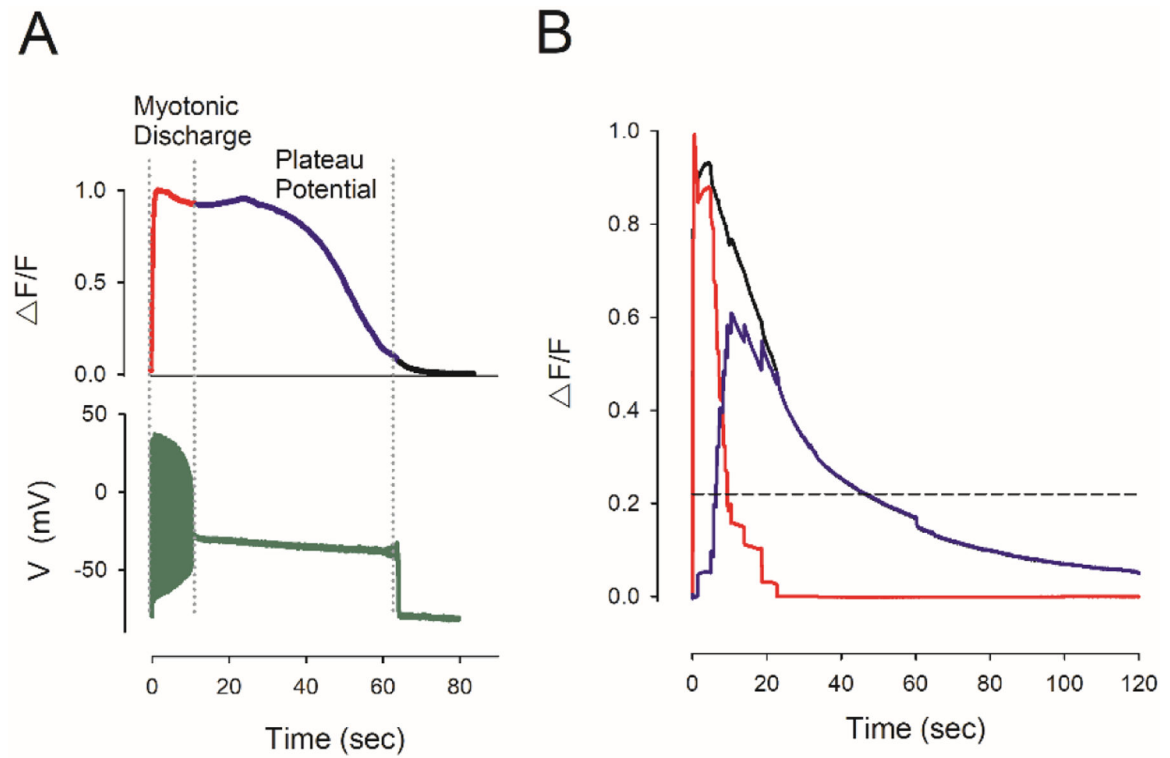 A
Myotonic
Discharge
Plateau
Potential
1.0
0.5
0.0
△F/F
50
0
-50
V (mV)
0 20 40 60 80
Time (sec)
B
1.0
0.8
0.6
0.4
0.2
0.0
△F/F
0 20 40 60 80 100 120
Time (sec)